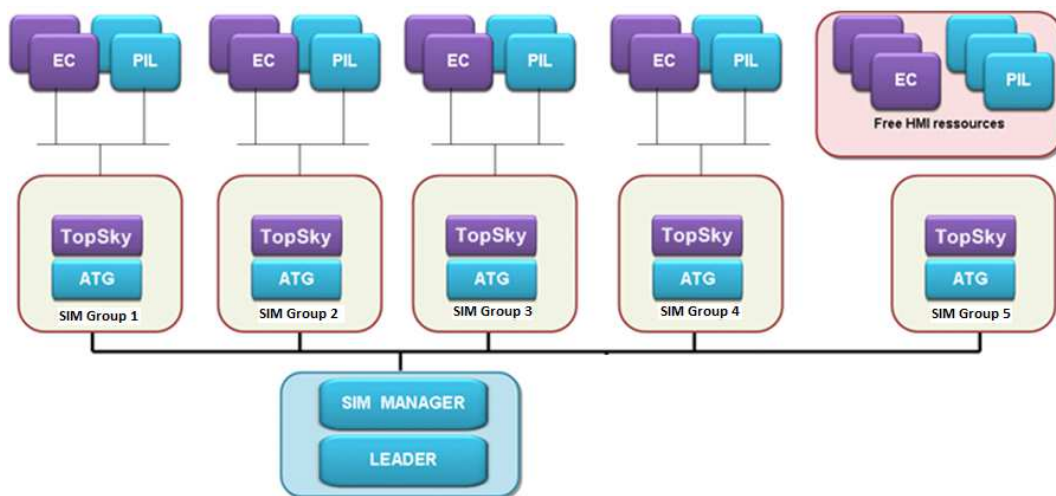 EC PIL EC PIL EC PIL EC PIL EC PIL
Free HMI ressources
TopSky TopSky TopSky TopSky TopSky
ATG ATG ATG ATG ATG
SIM Group 1 SIM Group 2 SIM Group 3 SIM Group 4 SIM Group 5
SIM MANAGER
LEADER